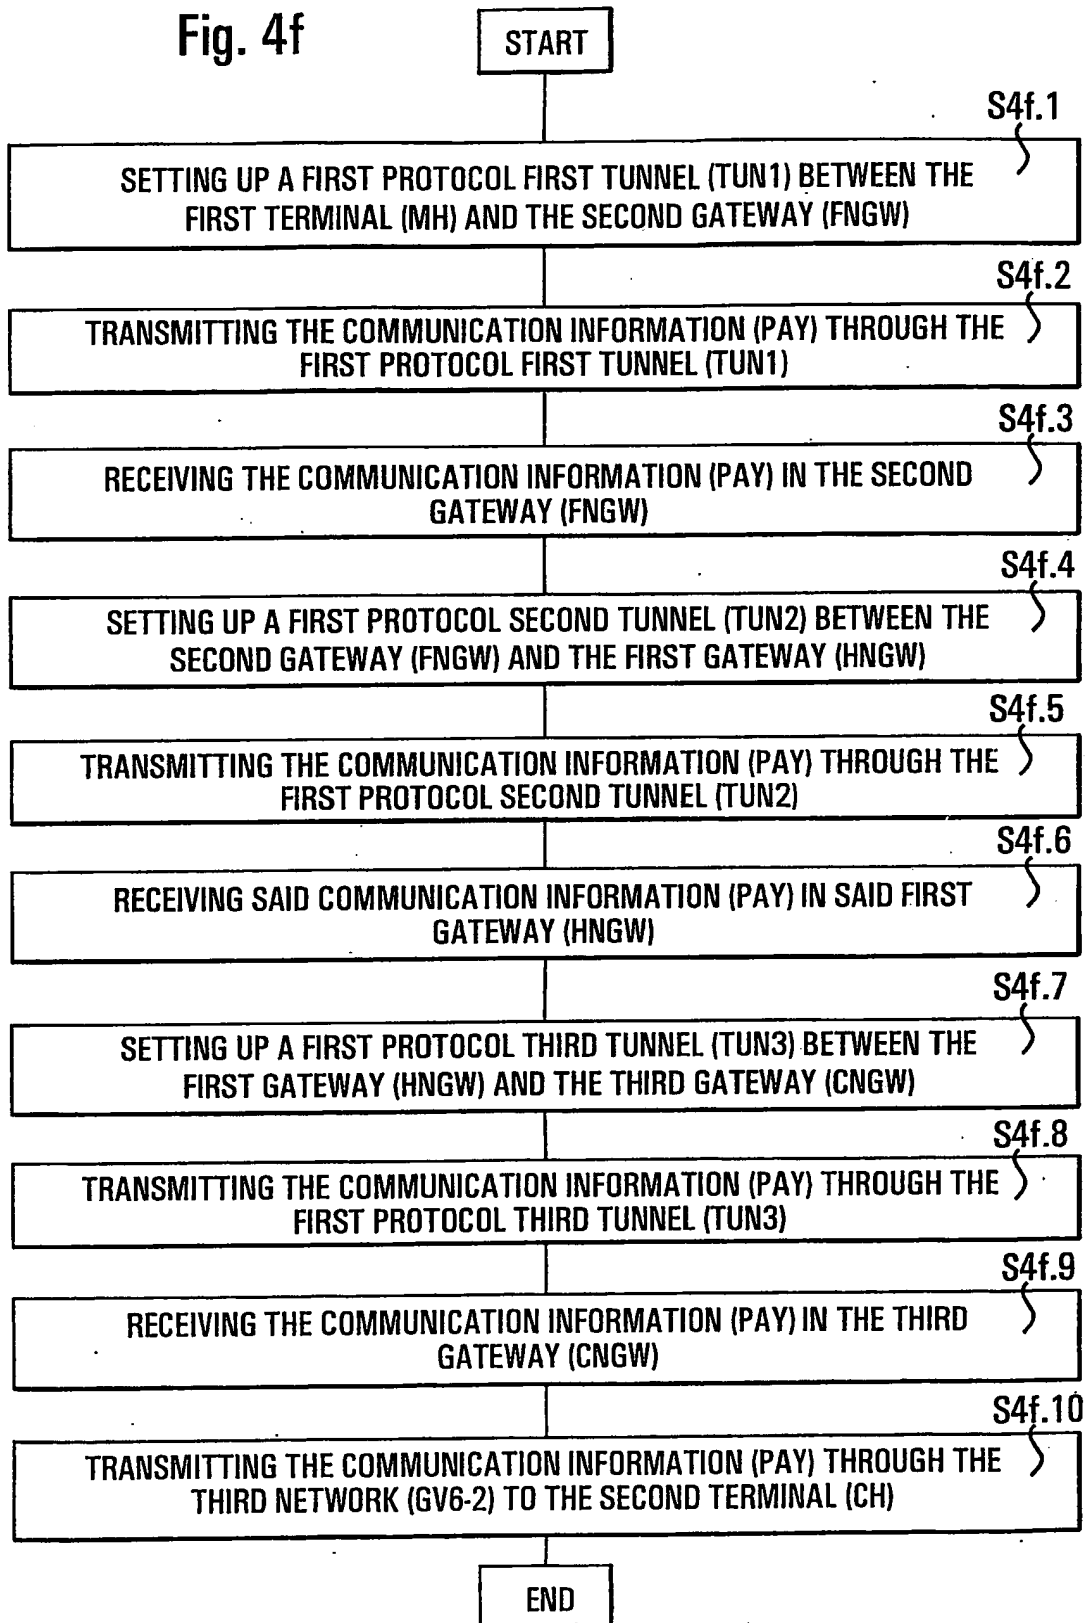 Fig. 4f
START
S4f.1
SETTING UP A FIRST PROTOCOL FIRST TUNNEL (TUN1) BETWEEN THE
FIRST TERMINAL (MH) AND THE SECOND GATEWAY (FNGW)
S4f.2
TRANSMITTING THE COMMUNICATION INFORMATION (PAY) THROUGH THE
FIRST PROTOCOL FIRST TUNNEL (TUN1)
S4f.3
RECEIVING THE COMMUNICATION INFORMATION (PAY) IN THE SECOND
GATEWAY (FNGW)
S4f.4
SETTING UP A FIRST PROTOCOL SECOND TUNNEL (TUN2) BETWEEN THE
SECOND GATEWAY (FNGW) AND THE FIRST GATEWAY (HNGW)
S4f.5
TRANSMITTING THE COMMUNICATION INFORMATION (PAY) THROUGH THE
FIRST PROTOCOL SECOND TUNNEL (TUN2)
S4f.6
RECEIVING SAID COMMUNICATION INFORMATION (PAY) IN SAID FIRST
GATEWAY (HNGW)
S4f.7
SETTING UP A FIRST PROTOCOL THIRD TUNNEL (TUN3) BETWEEN THE
FIRST GATEWAY (HNGW) AND THE THIRD GATEWAY (CNGW)
S4f.8
TRANSMITTING THE COMMUNICATION INFORMATION (PAY) THROUGH THE
FIRST PROTOCOL THIRD TUNNEL (TUN3)
S4f.9
RECEIVING THE COMMUNICATION INFORMATION (PAY) IN THE THIRD
GATEWAY (CNGW)
S4f.10
TRANSMITTING THE COMMUNICATION INFORMATION (PAY) THROUGH THE
THIRD NETWORK (GV6-2) TO THE SECOND TERMINAL (CH)
END